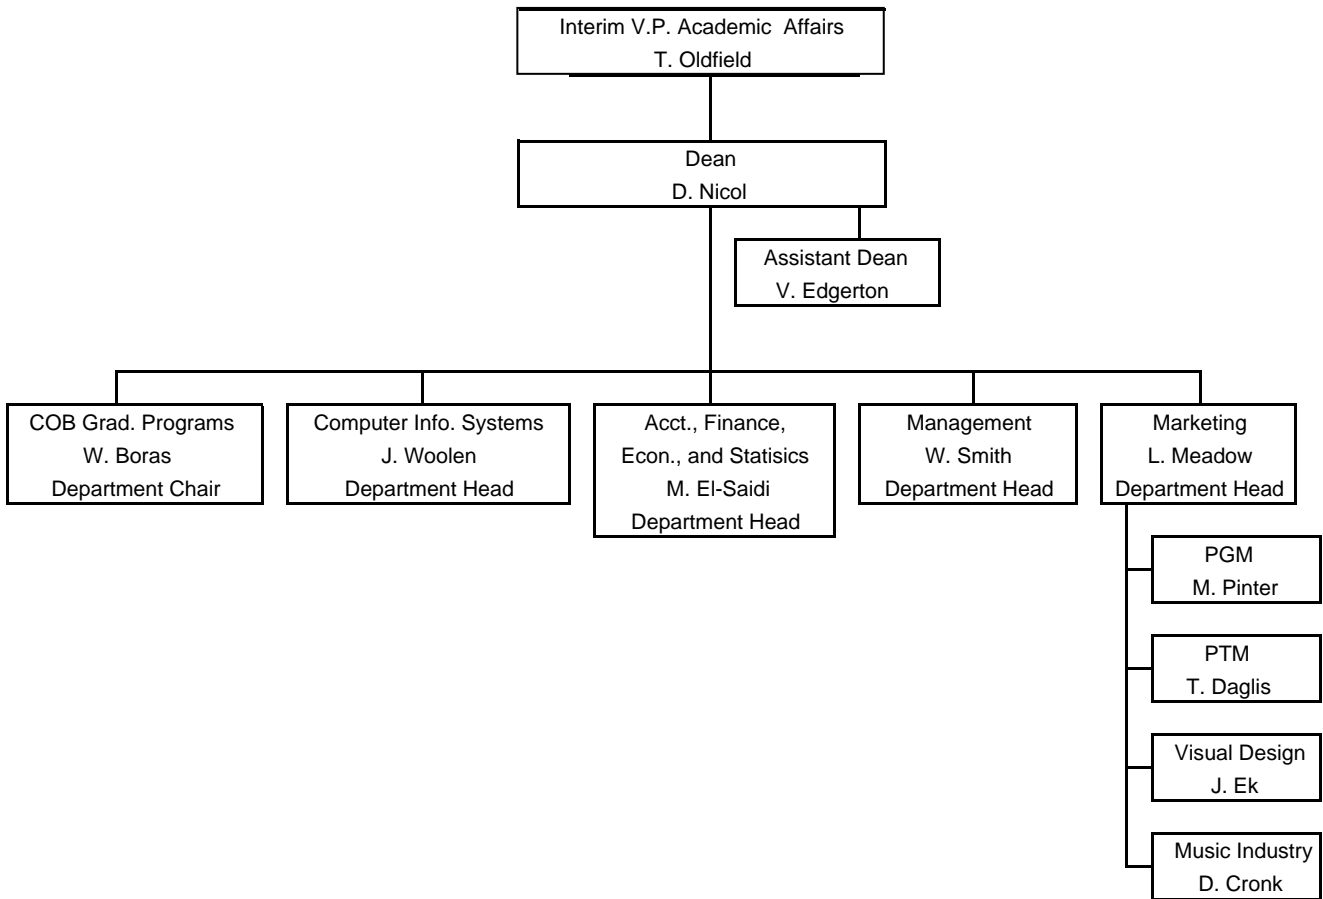 Interim V.P. Academic Affairs
T. Oldfield
Dean
D. Nicol
Assistant Dean
V. Edgerton
COB Grad. Programs
W. Boras
Department Chair
Computer Info. Systems
J. Woolen
Department Head
Acct., Finance,
Econ., and Statisics
M. El-Saidi
Department Head
Management
W. Smith
Department Head
Marketing
L. Meadow
Department Head
PGM
M. Pinter
PTM
T. Daglis
Visual Design
J. Ek
Music Industry
D. Cronk